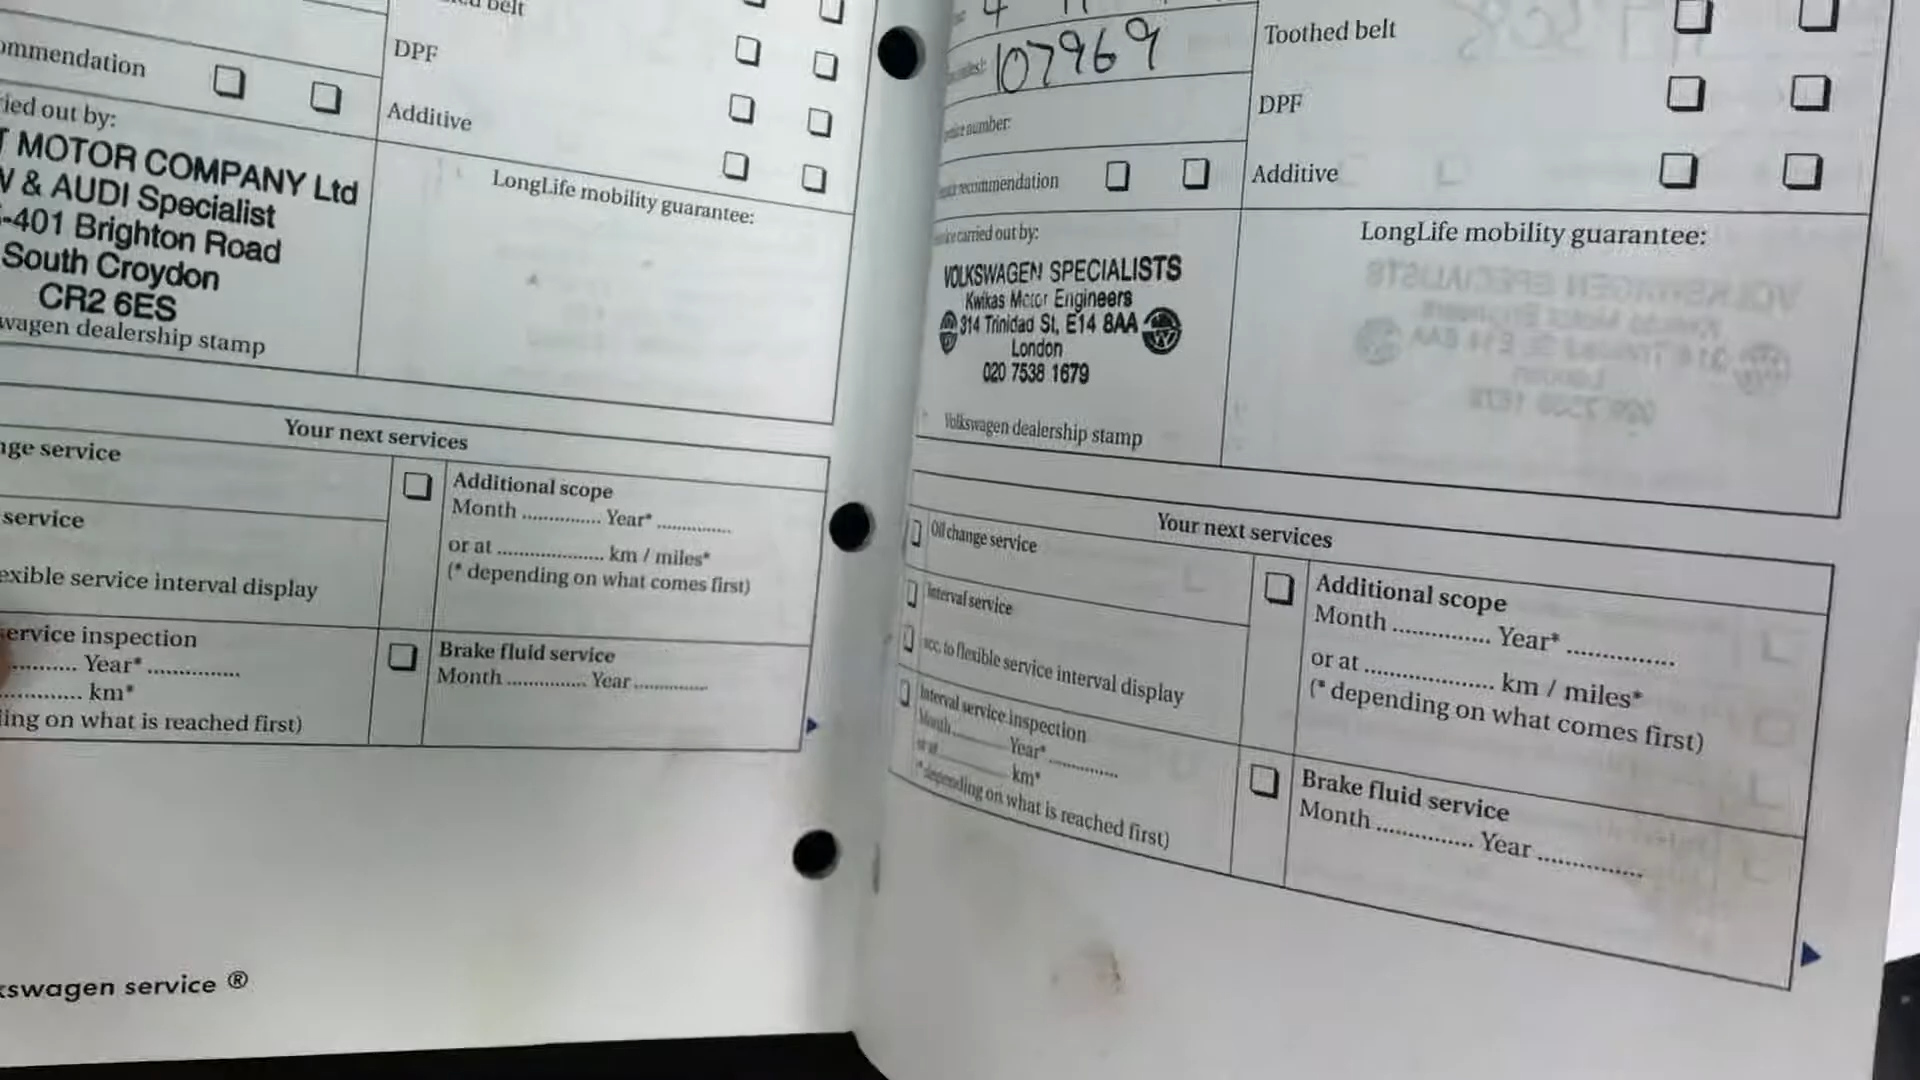 belt
DPF
Additive
ommendation
ried out by:
T MOTOR COMPANY Ltd
W & AUDI Specialist
-401 Brighton Road
South Croydon
CR2 6ES
wagen dealership stamp
LongLife mobility guarantee:
Your next services
nge service
service
exible service interval display
ervice inspection
.......... Year* ..............
............ km*
ing on what is reached first)
Additional scope
Month .............. Year* .............
or at ................... km / miles*
(* depending on what comes first)
Brake fluid service
Month .............. Year .............
swagen service ®
107969
Toothed belt
DPF
Additive
number:
recommendation
carried out by:
VOLKSWAGEN SPECIALISTS
Kwikas Motor Engineers
314 Trinidad St, E14 8AA
London
020 7538 1679
Volkswagen dealership stamp
LongLife mobility guarantee:
Your next services
Oil change service
Interval service
acc. to flexible service interval display
Interval service inspection
Month .......... Year* ............
or at .............. km*
(* depending on what is reached first)
Additional scope
Month .............. Year* ...............
or at ................... km / miles*
(* depending on what comes first)
Brake fluid service
Month .............. Year ...............